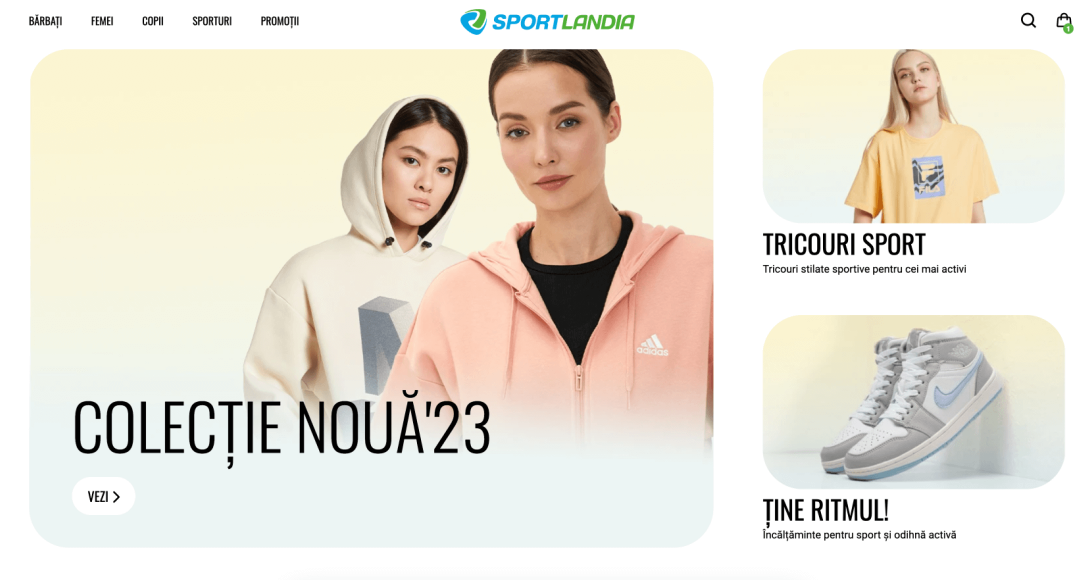 BĂRBAȚI FEMEI COPII SPORTURI PROMOȚII
SPORTLANDIA
1
adidas
COLECȚIE NOUĂ'23
VEZI
FILA
TRICOURI SPORT
Tricouri stilate sportive pentru cei mai activi
ȚINE RITMUL!
Încălțăminte pentru sport și odihnă activă